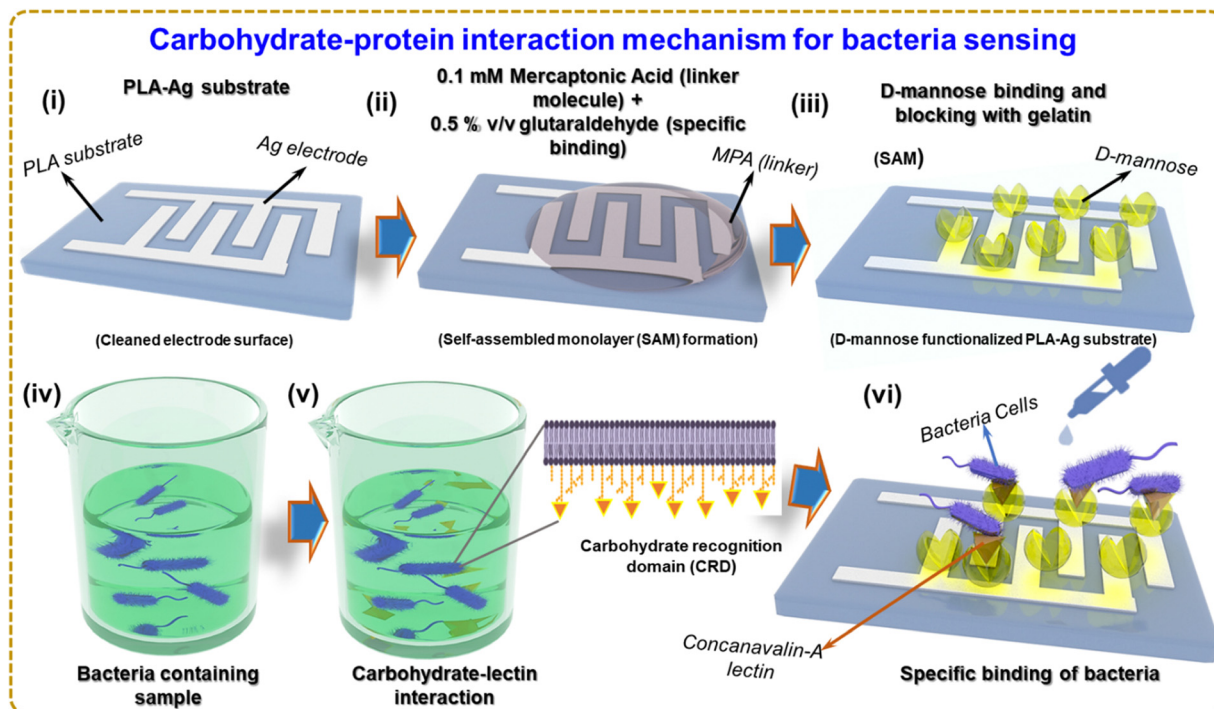 Carbohydrate-protein interaction mechanism for bacteria sensing
(i)
PLA-Ag substrate
PLA substrate
Ag electrode
(Cleaned electrode surface)
(ii)
0.1 mM Mercaptonic Acid (linker
molecule) +
0.5 % v/v glutaraldehyde (specific
binding)
MPA (linker)
(Self-assembled monolayer (SAM) formation)
(iii)
D-mannose binding and
blocking with gelatin
(SAM)
D-mannose
(D-mannose functionalized PLA-Ag substrate)
(iv)
Bacteria containing
sample
(v)
Carbohydrate-lectin
interaction
Carbohydrate recognition
domain (CRD)
(vi)
Bacteria Cells
Concanavalin-A
lectin
Specific binding of bacteria